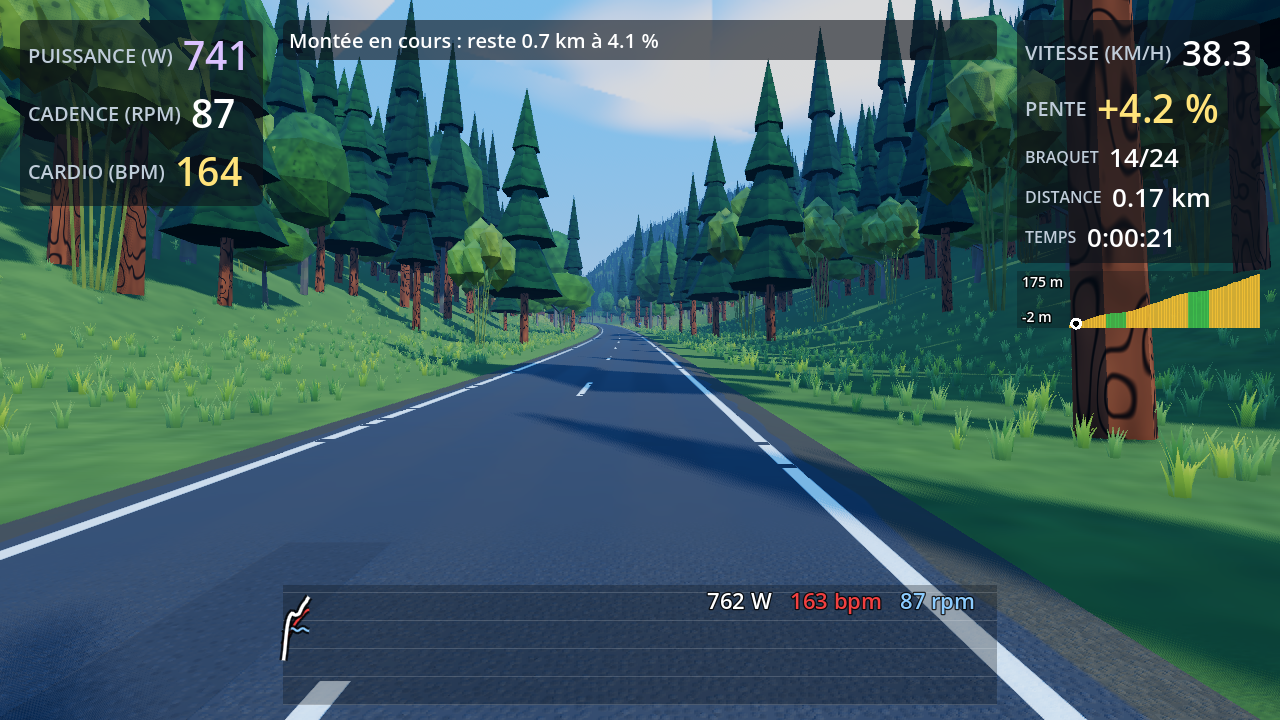 PUISSANCE (W) 741
CADENCE (RPM) 87
CARDIO (BPM) 164
Montée en cours : reste 0.7 km à 4.1 %
VITESSE (KM/H) 38.3
PENTE +4.2 %
BRAQUET 14/24
DISTANCE 0.17 km
TEMPS 0:00:21
175 m
-2 m
762 W 163 bpm 87 rpm